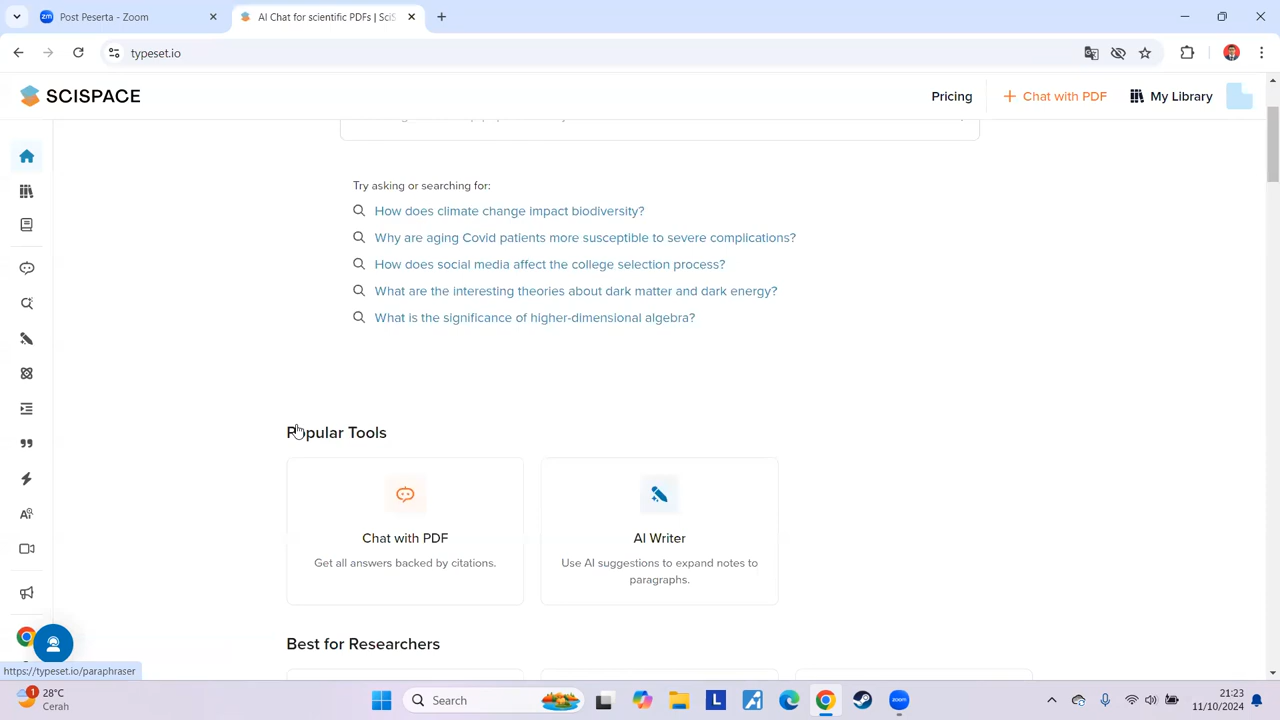 Post Peserta - Zoom
AI Chat for scientific PDFs | SciS
typeset.io
SCISPACE
Pricing
Chat with PDF
My Library
Try asking or searching for:
How does climate change impact biodiversity?
Why are aging Covid patients more susceptible to severe complications?
How does social media affect the college selection process?
What are the interesting theories about dark matter and dark energy?
What is the significance of higher-dimensional algebra?
Popular Tools
Chat with PDF
Get all answers backed by citations.
AI Writer
Use AI suggestions to expand notes to
paragraphs.
Best for Researchers
https://typeset.io/paraphraser
1
28°C
Cerah
Search
21:23
11/10/2024